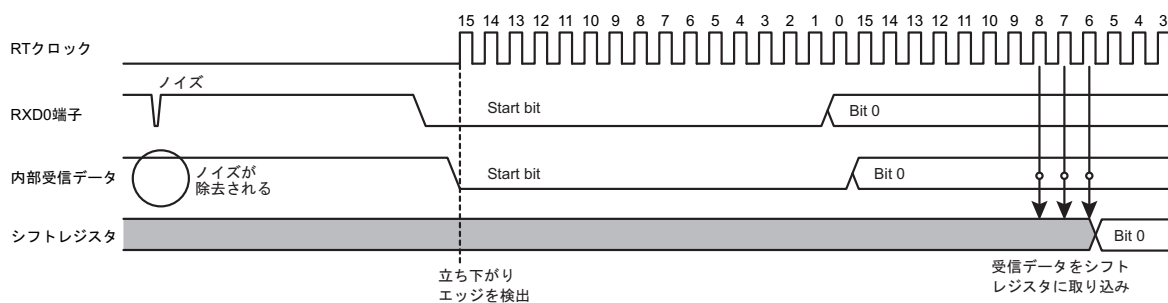 15 14 13 12 11 10 9 8 7 6 5 4 3 2 1 0 15 14 13 12 11 10 9 8 7 6 5 4 3
RTクロック
ノイズ
RXD0端子
Start bit
Bit 0
内部受信データ
ノイズが
除去される
Start bit
Bit 0
シフトレジスタ
Bit 0
立ち下がり
エッジを検出
受信データをシフト
レジスタに取り込み